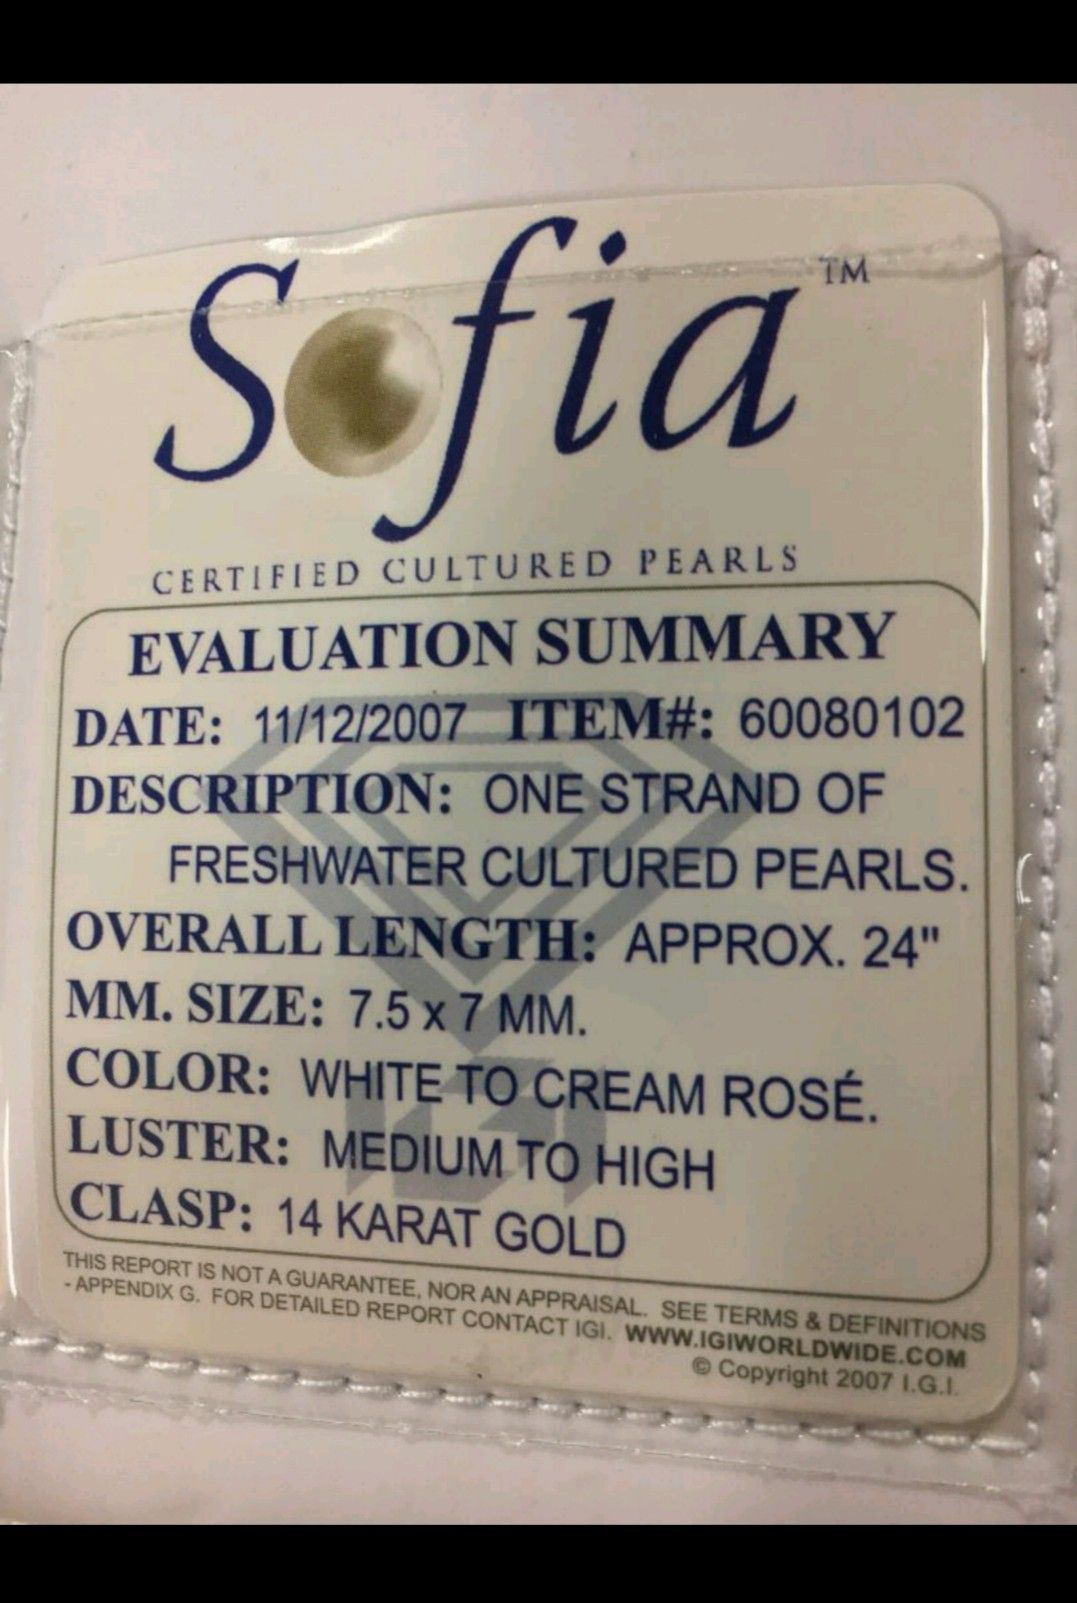 Sofia™
CERTIFIED CULTURED PEARLS
EVALUATION SUMMARY
DATE: 11/12/2007 ITEM#: 60080102
DESCRIPTION: ONE STRAND OF
FRESHWATER CULTURED PEARLS.
OVERALL LENGTH: APPROX. 24"
MM. SIZE: 7.5 x 7 MM.
COLOR: WHITE TO CREAM ROSÉ.
LUSTER: MEDIUM TO HIGH
CLASP: 14 KARAT GOLD
THIS REPORT IS NOT A GUARANTEE, NOR AN APPRAISAL. SEE TERMS & DEFINITIONS
- APPENDIX G. FOR DETAILED REPORT CONTACT IGI. WWW.IGIWORLDWIDE.COM
© Copyright 2007 I.G.I.